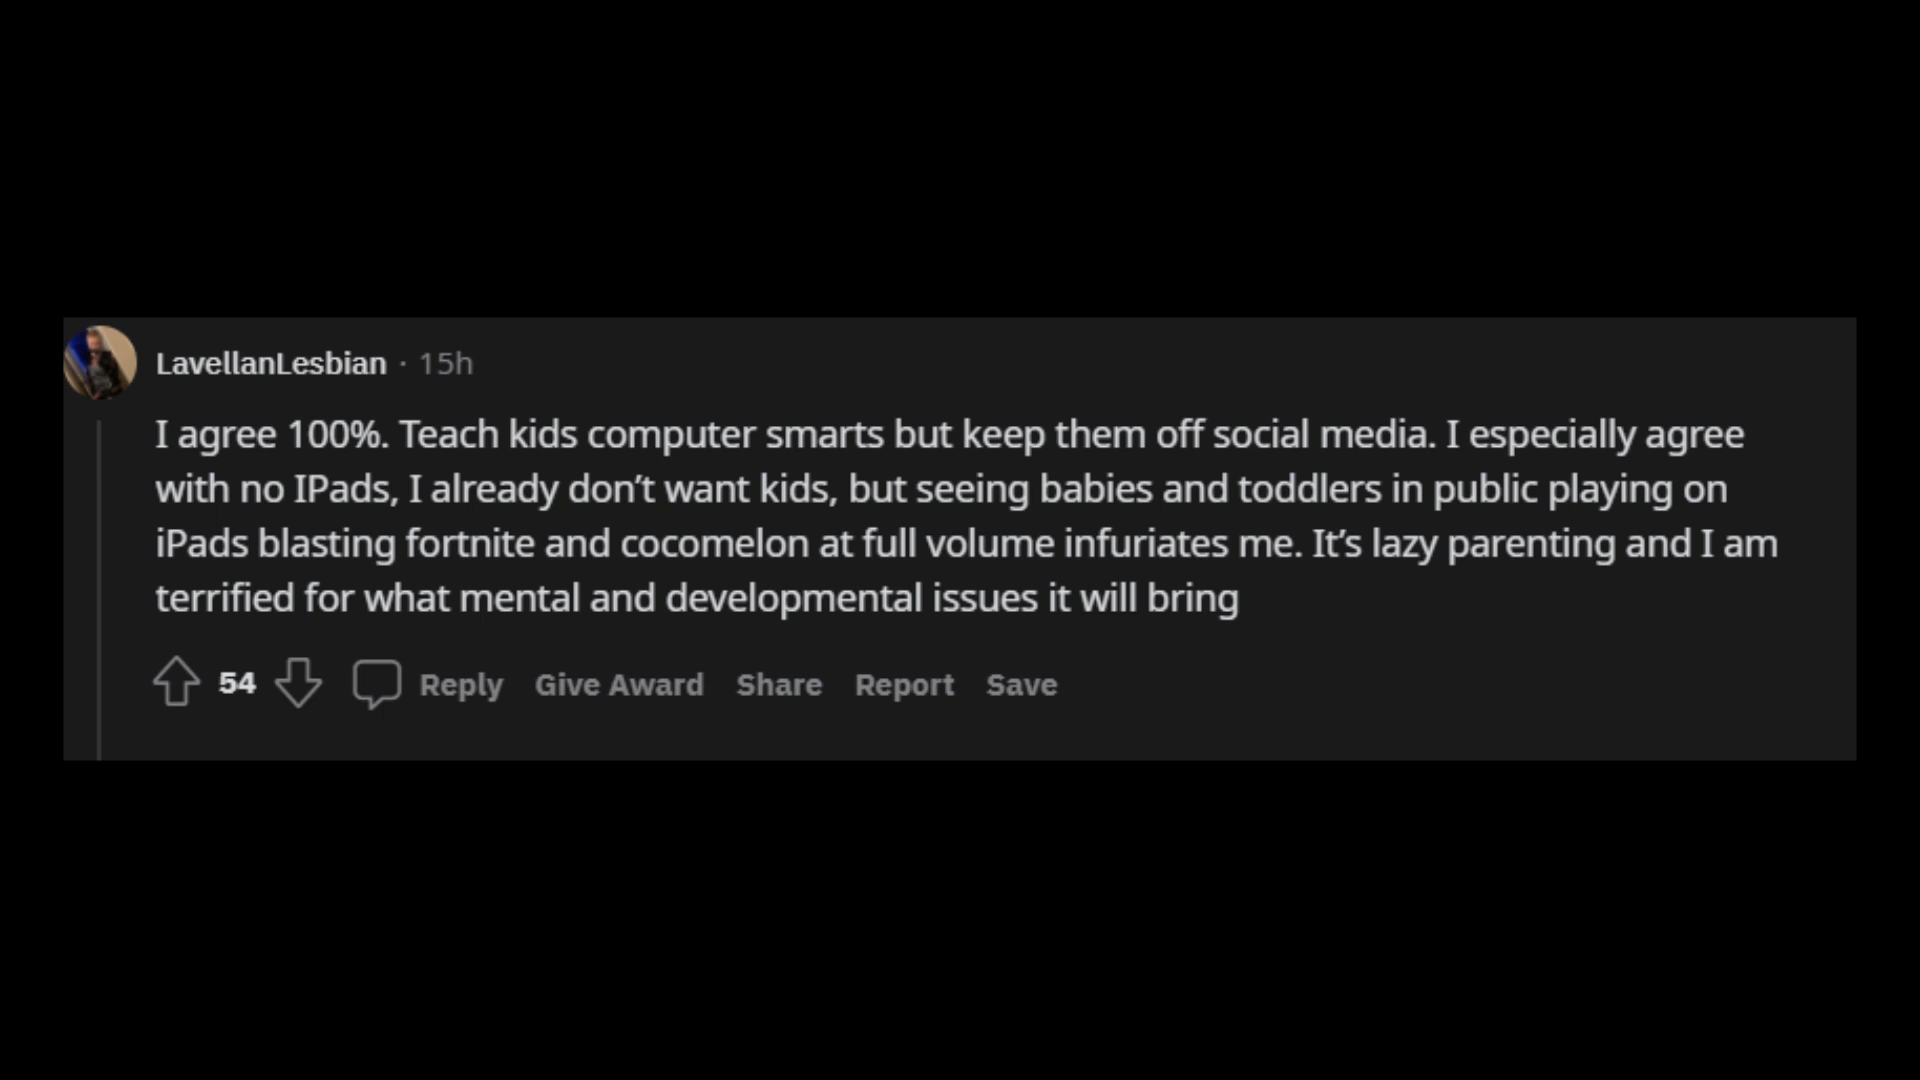 LavellanLesbian · 15h
I agree 100%. Teach kids computer smarts but keep them off social media. I especially agree
with no IPads, I already don’t want kids, but seeing babies and toddlers in public playing on
iPads blasting fortnite and cocomelon at full volume infuriates me. It’s lazy parenting and I am
terrified for what mental and developmental issues it will bring
54 Reply Give Award Share Report Save